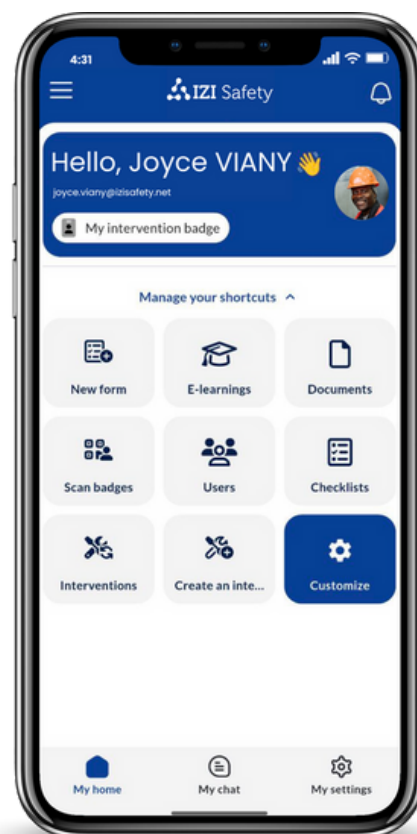 4:31
IZI Safety
Hello, Joyce VIANY 👋
joyce.viany@izisafety.net
My intervention badge
Manage your shortcuts
New form
E-learnings
Documents
Scan badges
Users
Checklists
Interventions
Create an inte...
Customize
My home
My chat
My settings